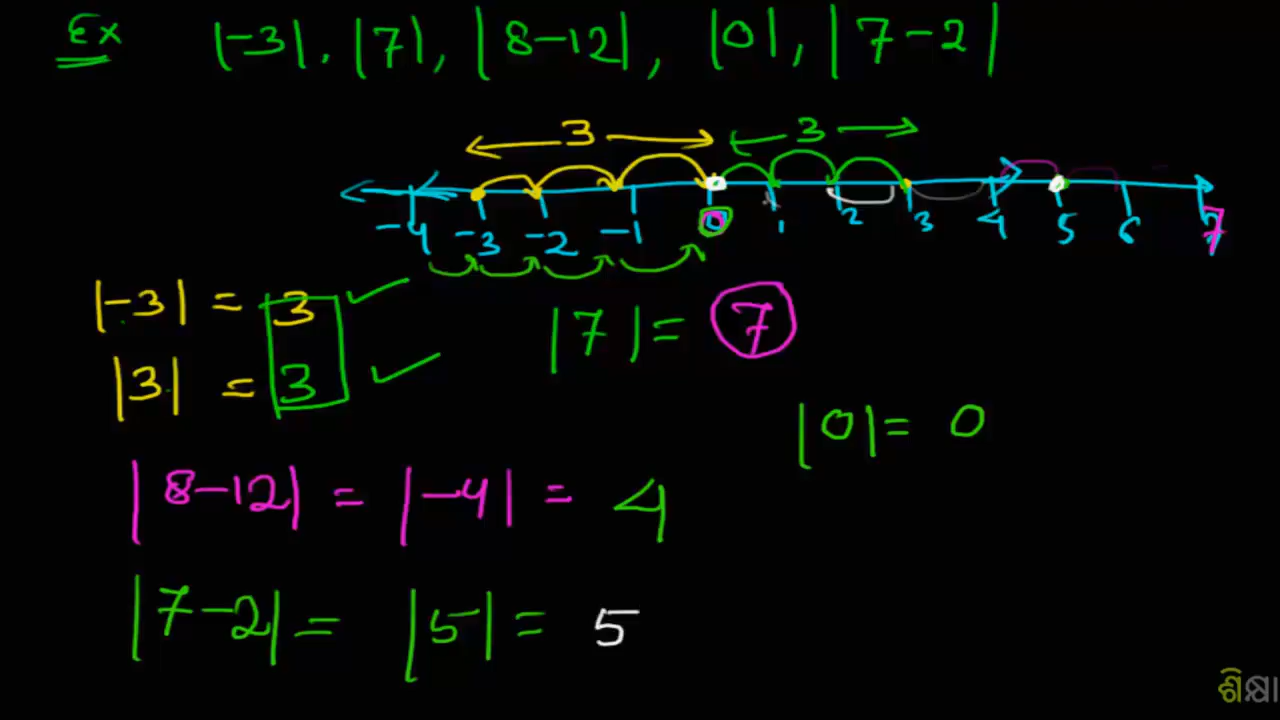 Ex |-3|, |7|, |8-12|, |0|, |7-2|
3 3
-4 -3 -2 -1 0 1 2 3 4 5 6 7
|-3| = 3
|7| = 7
|3| = 3
|0| = 0
|8-12| = |-4| = 4
|7-2| = |5| = 5
ଶିକ୍ଷା